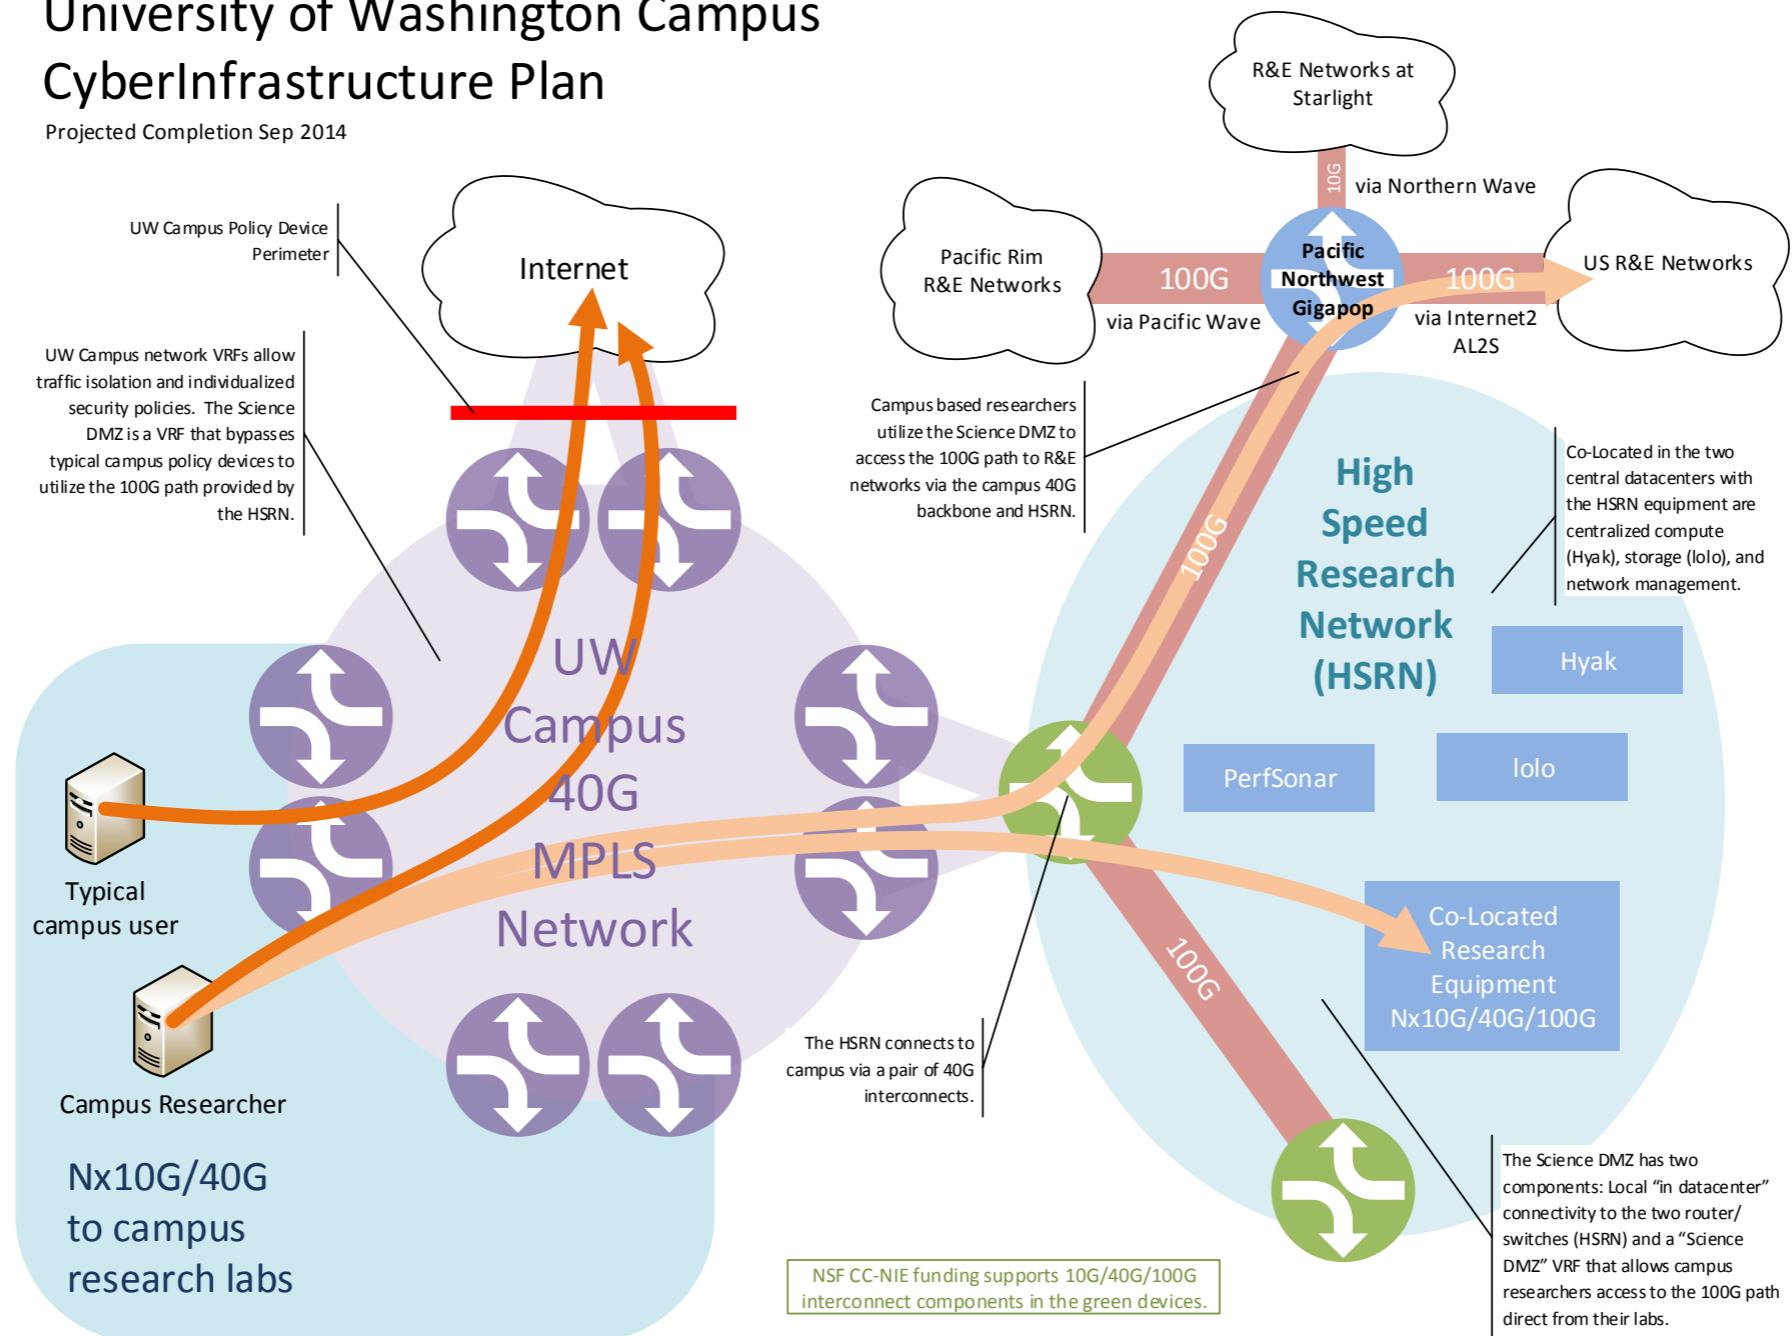 University of Washington Campus
CyberInfrastructure Plan
Projected Completion Sep 2014
R&E Networks at
Starlight
10G
via Northern Wave
UW Campus Policy Device
Perimeter
Internet
Pacific Rim
R&E Networks
100G
via Pacific Wave
Pacific
Northwest
Gigapop
100G
via Internet2
AL2S
US R&E Networks
UW Campus network VRFs allow
traffic isolation and individualized
security policies. The Science
DMZ is a VRF that bypasses
typical campus policy devices to
utilize the 100G path provided by
the HSRN.
Campus based researchers
utilize the Science DMZ to
access the 100G path to R&E
networks via the campus 40G
backbone and HSRN.
100G
High
Speed
Research
Network
(HSRN)
Co-Located in the two
central datacenters with
the HSRN equipment are
centralized compute
(Hyak), storage (lolo), and
network management.
Hyak
lolo
PerfSonar
UW
Campus
40G
MPLS
Network
Typical
campus user
Campus Researcher
Co-Located
Research
Equipment
Nx10G/40G/100G
100G
The HSRN connects to
campus via a pair of 40G
interconnects.
Nx10G/40G
to campus
research labs
NSF CC-NIE funding supports 10G/40G/100G
interconnect components in the green devices.
The Science DMZ has two
components: Local “in datacenter”
connectivity to the two router/
switches (HSRN) and a “Science
DMZ” VRF that allows campus
researchers access to the 100G path
direct from their labs.